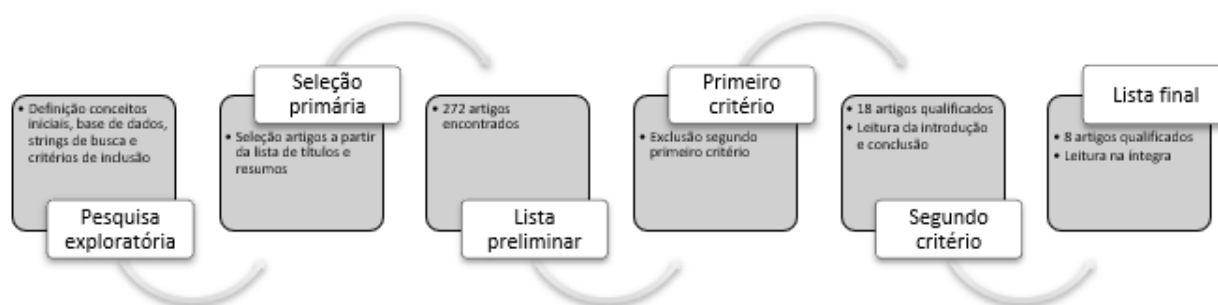 • Definição conceitos
iniciais, base de dados,
strings de busca e
critérios de inclusão
Pesquisa
exploratória
Seleção
primária
• Seleção artigos a partir
da lista de títulos e
resumos
• 272 artigos
encontrados
Lista
preliminar
Primeiro
critério
• Exclusão segundo
primeiro critério
• 18 artigos qualificados
• Leitura da introdução
e conclusão
Segundo
critério
Lista final
• 8 artigos qualificados
• Leitura na íntegra